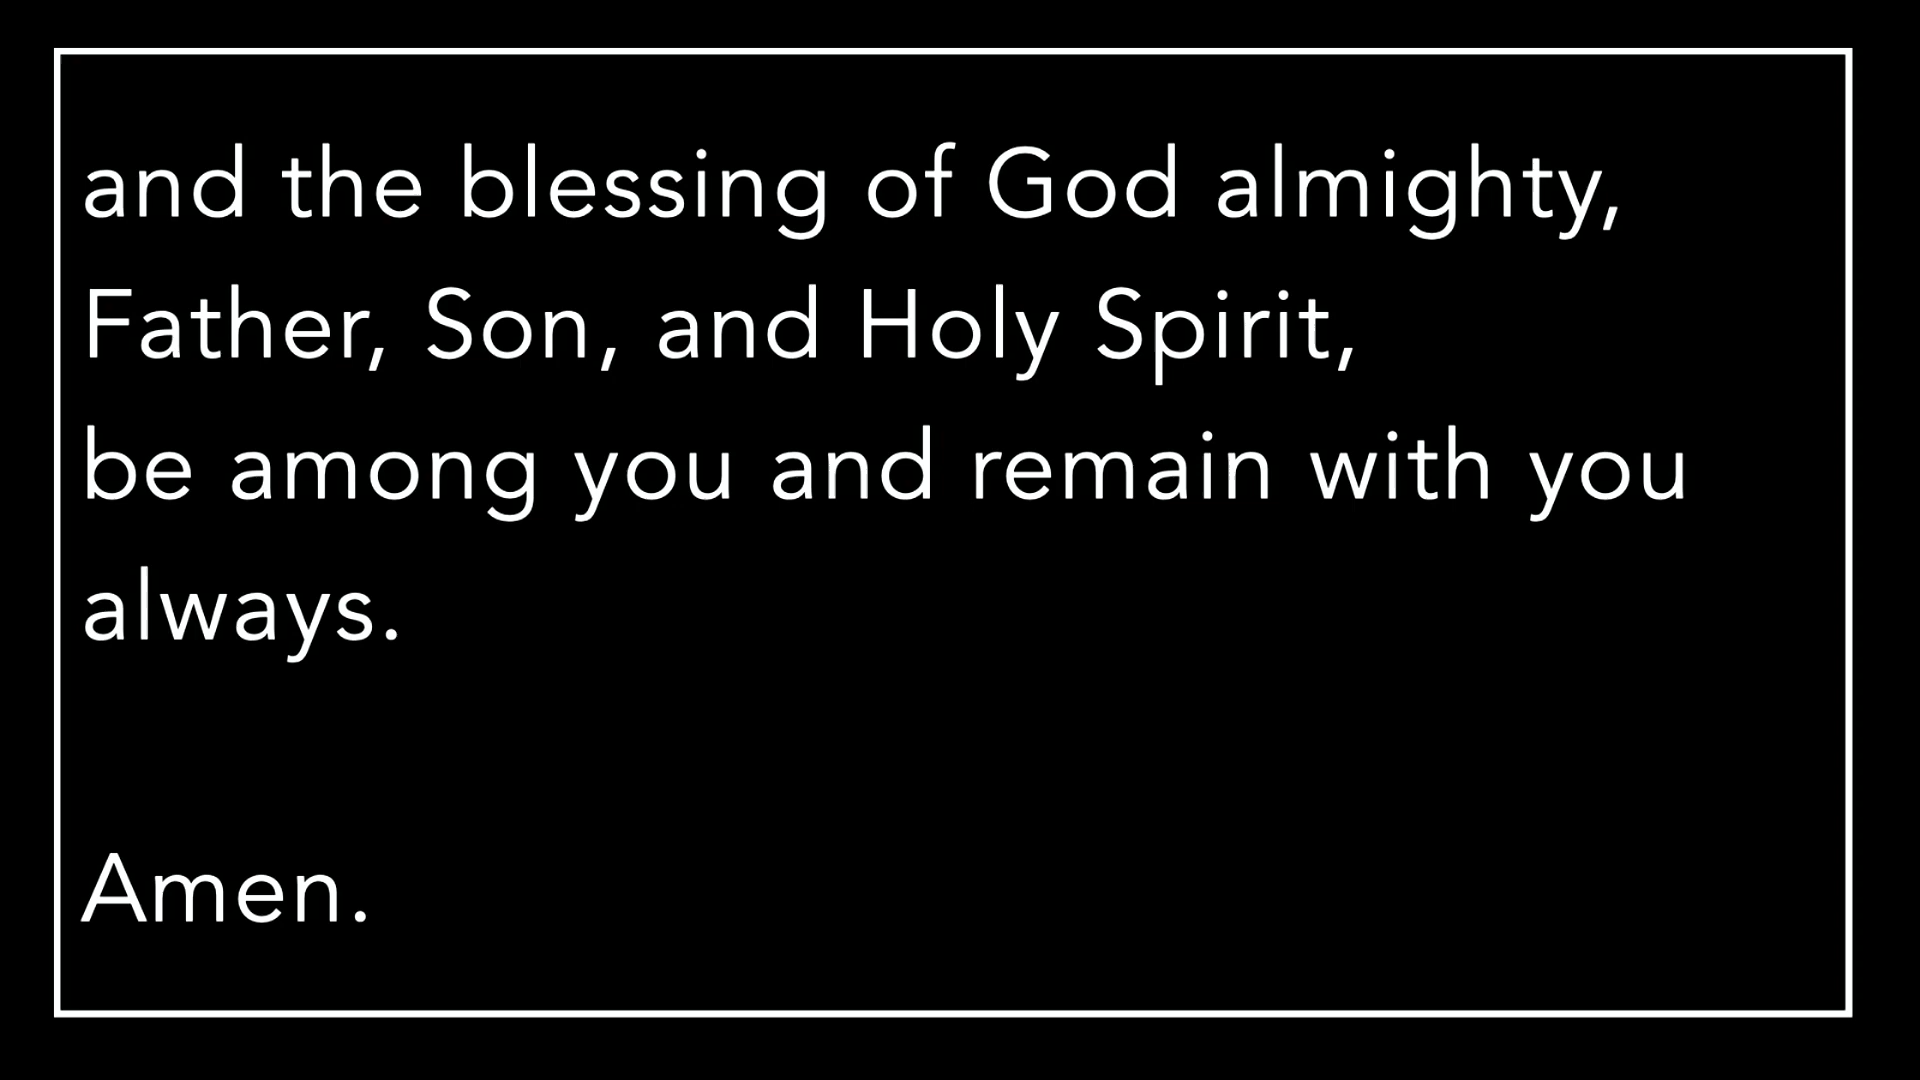 and the blessing of God almighty,
Father, Son, and Holy Spirit,
be among you and remain with you
always.
Amen.